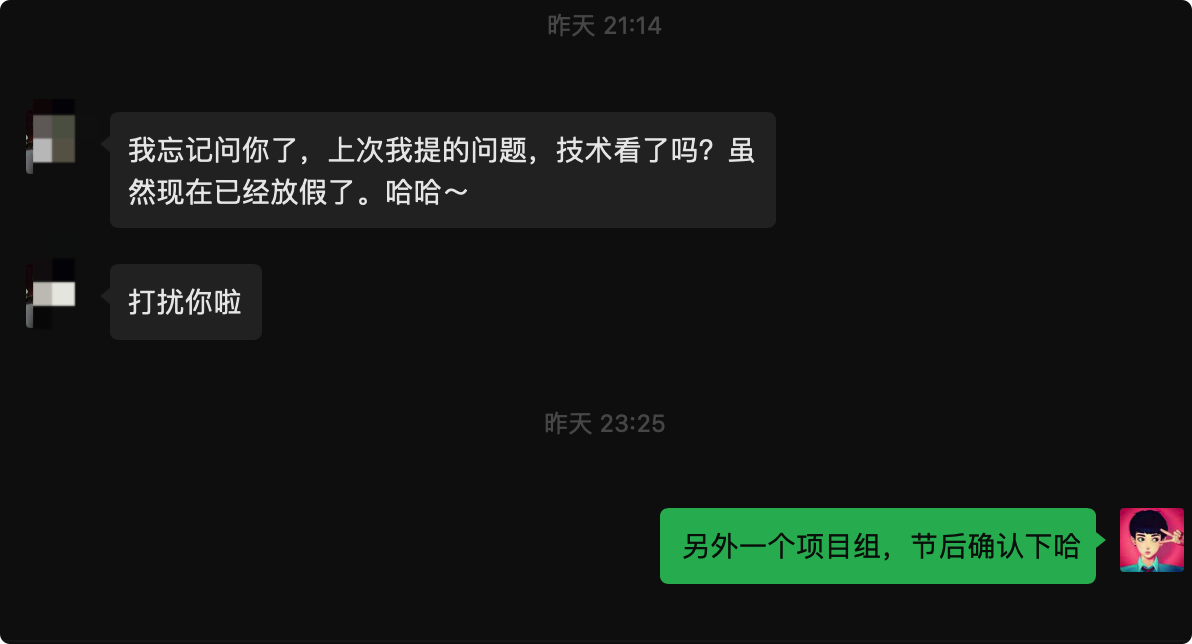 昨天 21:14
我忘记问你了，上次我提的问题，技术看了吗？虽
然现在已经放假了。哈哈～
打扰你啦
昨天 23:25
另外一个项目组，节后确认下哈